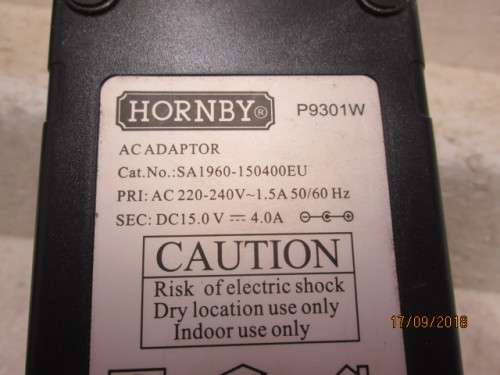 HORNBY® P9301W
AC ADAPTOR
Cat.No.:SA1960-150400EU
PRI: AC 220-240V~1.5A 50/60 Hz
SEC: DC15.0 V ⎓ 4.0A
CAUTION
Risk of electric shock
Dry location use only
Indoor use only
17/09/2018